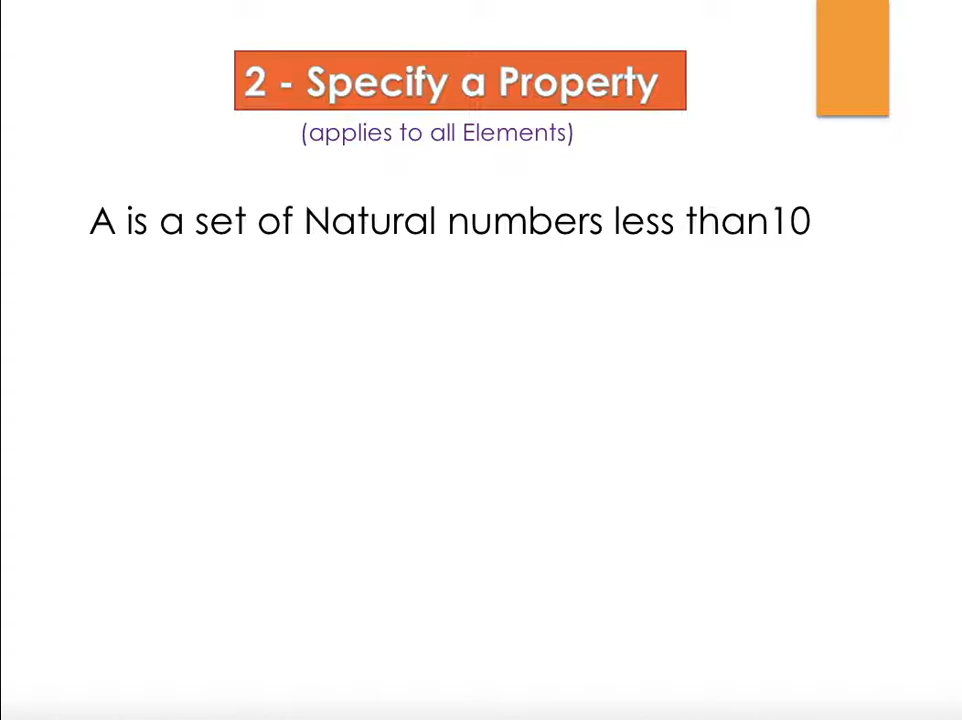 2 - Specify a Property
(applies to all Elements)
A is a set of Natural numbers less than10